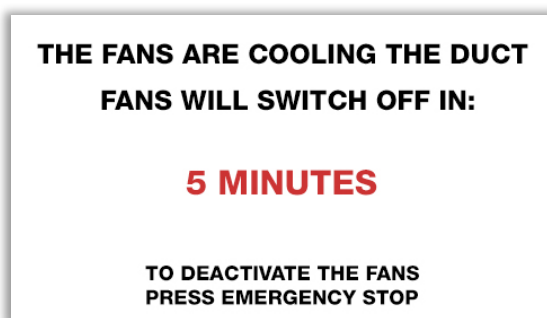 THE FANS ARE COOLING THE DUCT
FANS WILL SWITCH OFF IN:
5 MINUTES
TO DEACTIVATE THE FANS
PRESS EMERGENCY STOP